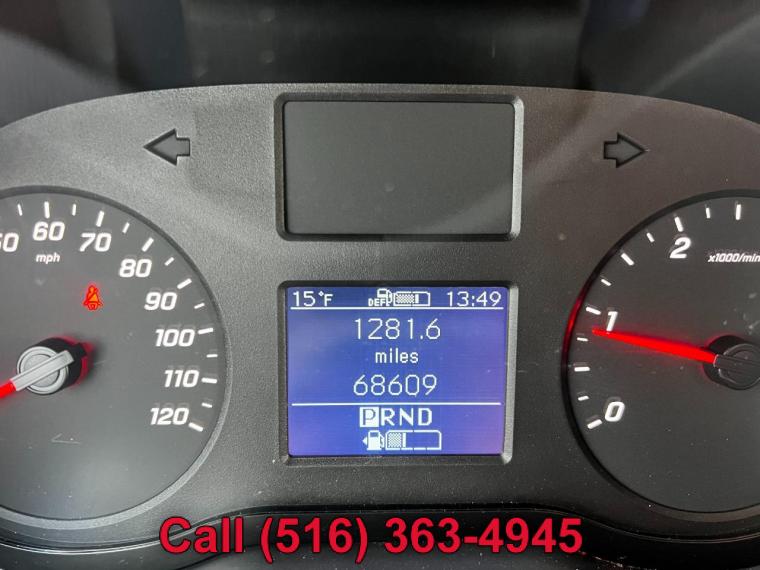 50 60 70 80 90 100 110 120
mph
15°F DEF 13:49
1281.6
miles
68609
PRND
2
x1000/min
1
0
Call (516) 363-4945